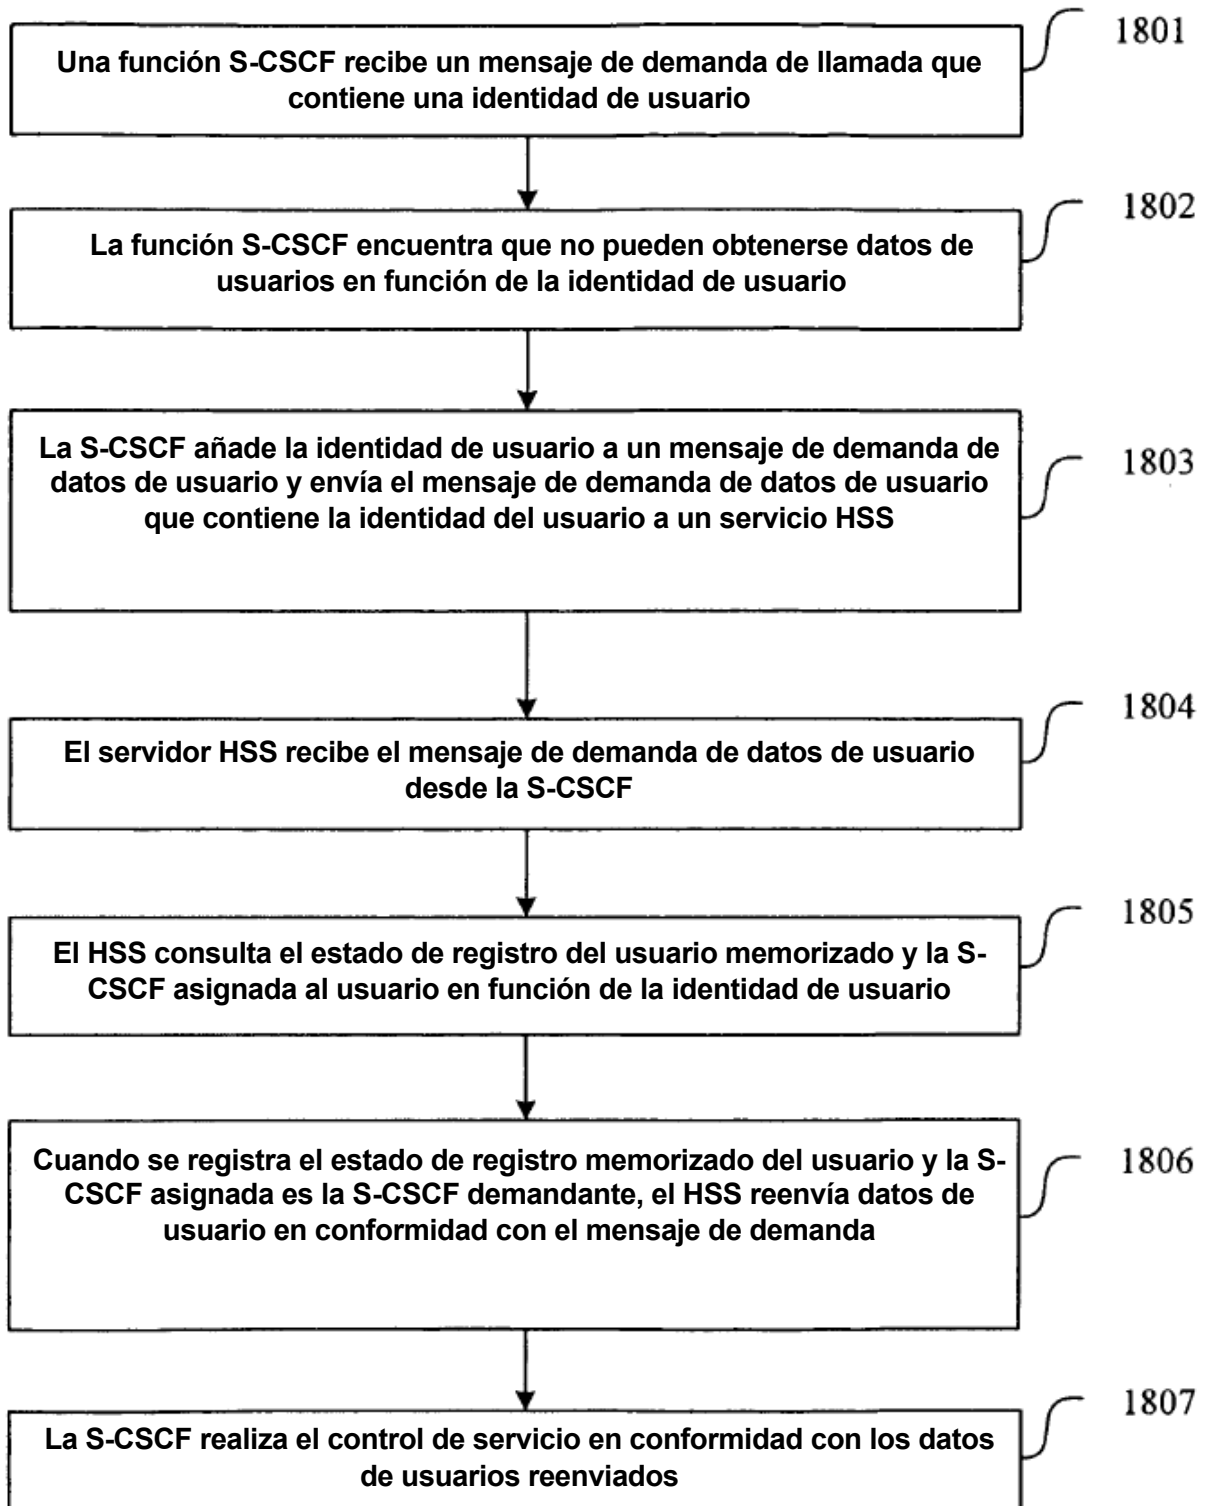 1801
Una función S-CSCF recibe un mensaje de demanda de llamada que
contiene una identidad de usuario
1802
La función S-CSCF encuentra que no pueden obtenerse datos de
usuarios en función de la identidad de usuario
1803
La S-CSCF añade la identidad de usuario a un mensaje de demanda de
datos de usuario y envía el mensaje de demanda de datos de usuario
que contiene la identidad del usuario a un servicio HSS
1804
El servidor HSS recibe el mensaje de demanda de datos de usuario
desde la S-CSCF
1805
El HSS consulta el estado de registro del usuario memorizado y la S-
CSCF asignada al usuario en función de la identidad de usuario
1806
Cuando se registra el estado de registro memorizado del usuario y la S-
CSCF asignada es la S-CSCF demandante, el HSS reenvía datos de
usuario en conformidad con el mensaje de demanda
1807
La S-CSCF realiza el control de servicio en conformidad con los datos
de usuarios reenviados